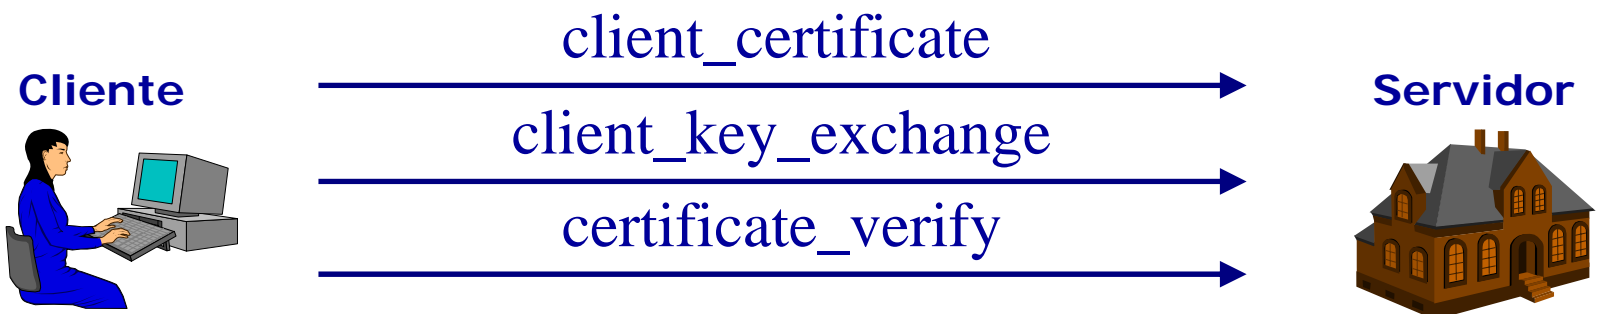 client_certificate
Cliente
Servidor
client_key_exchange
certificate_verify